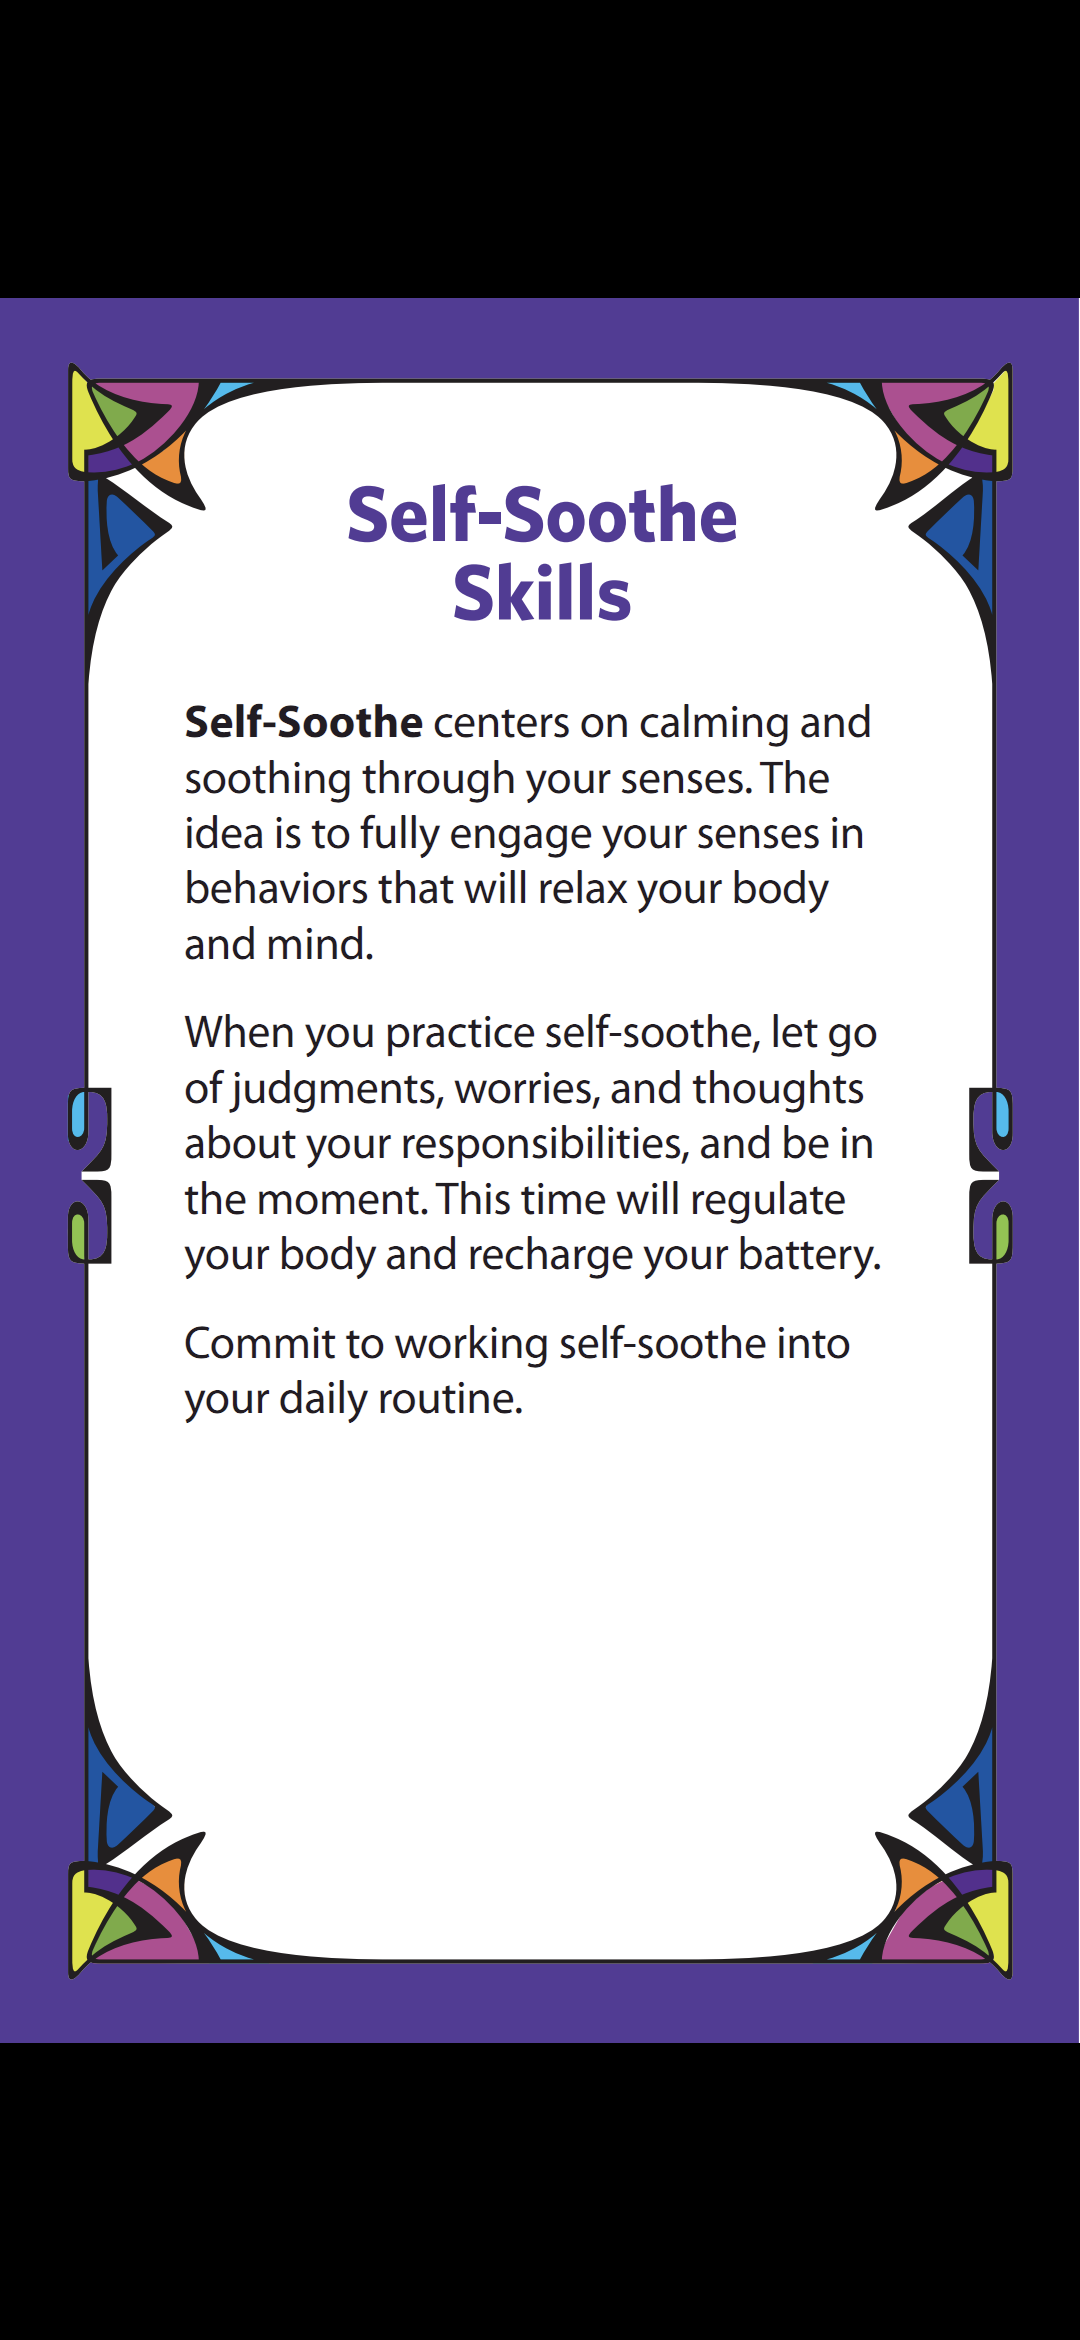 Self-Soothe
Skills
Self-Soothe centers on calming and
soothing through your senses. The
idea is to fully engage your senses in
behaviors that will relax your body
and mind.
When you practice self-soothe, let go
of judgments, worries, and thoughts
about your responsibilities, and be in
the moment. This time will regulate
your body and recharge your battery.
Commit to working self-soothe into
your daily routine.